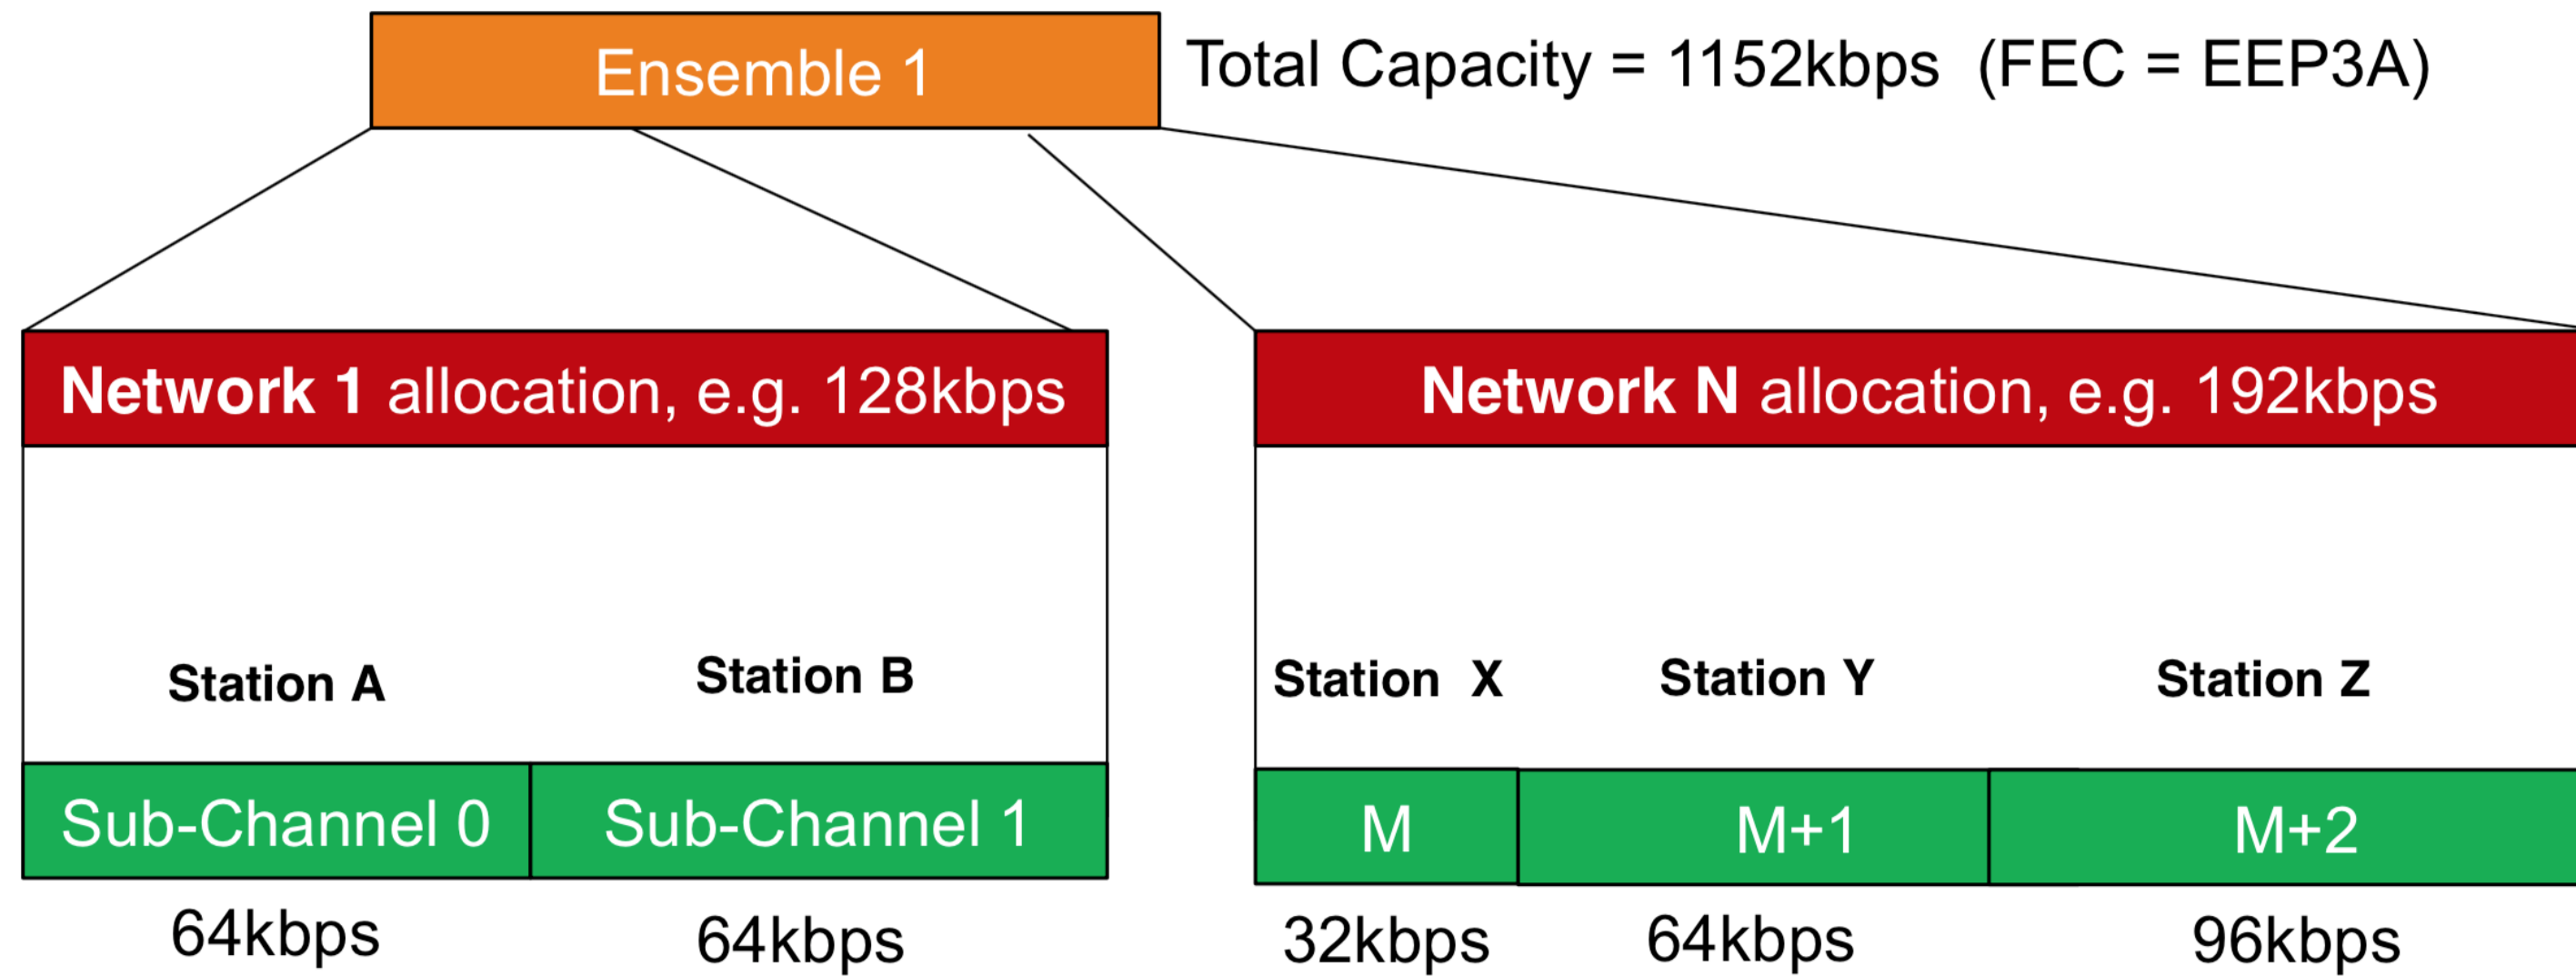 Ensemble 1
Total Capacity = 1152kbps (FEC = EEP3A)
Network 1 allocation, e.g. 128kbps
Network N allocation, e.g. 192kbps
Station A
Station B
Station X
Station Y
Station Z
Sub-Channel 0
Sub-Channel 1
M
M+1
M+2
64kbps
64kbps
32kbps
64kbps
96kbps